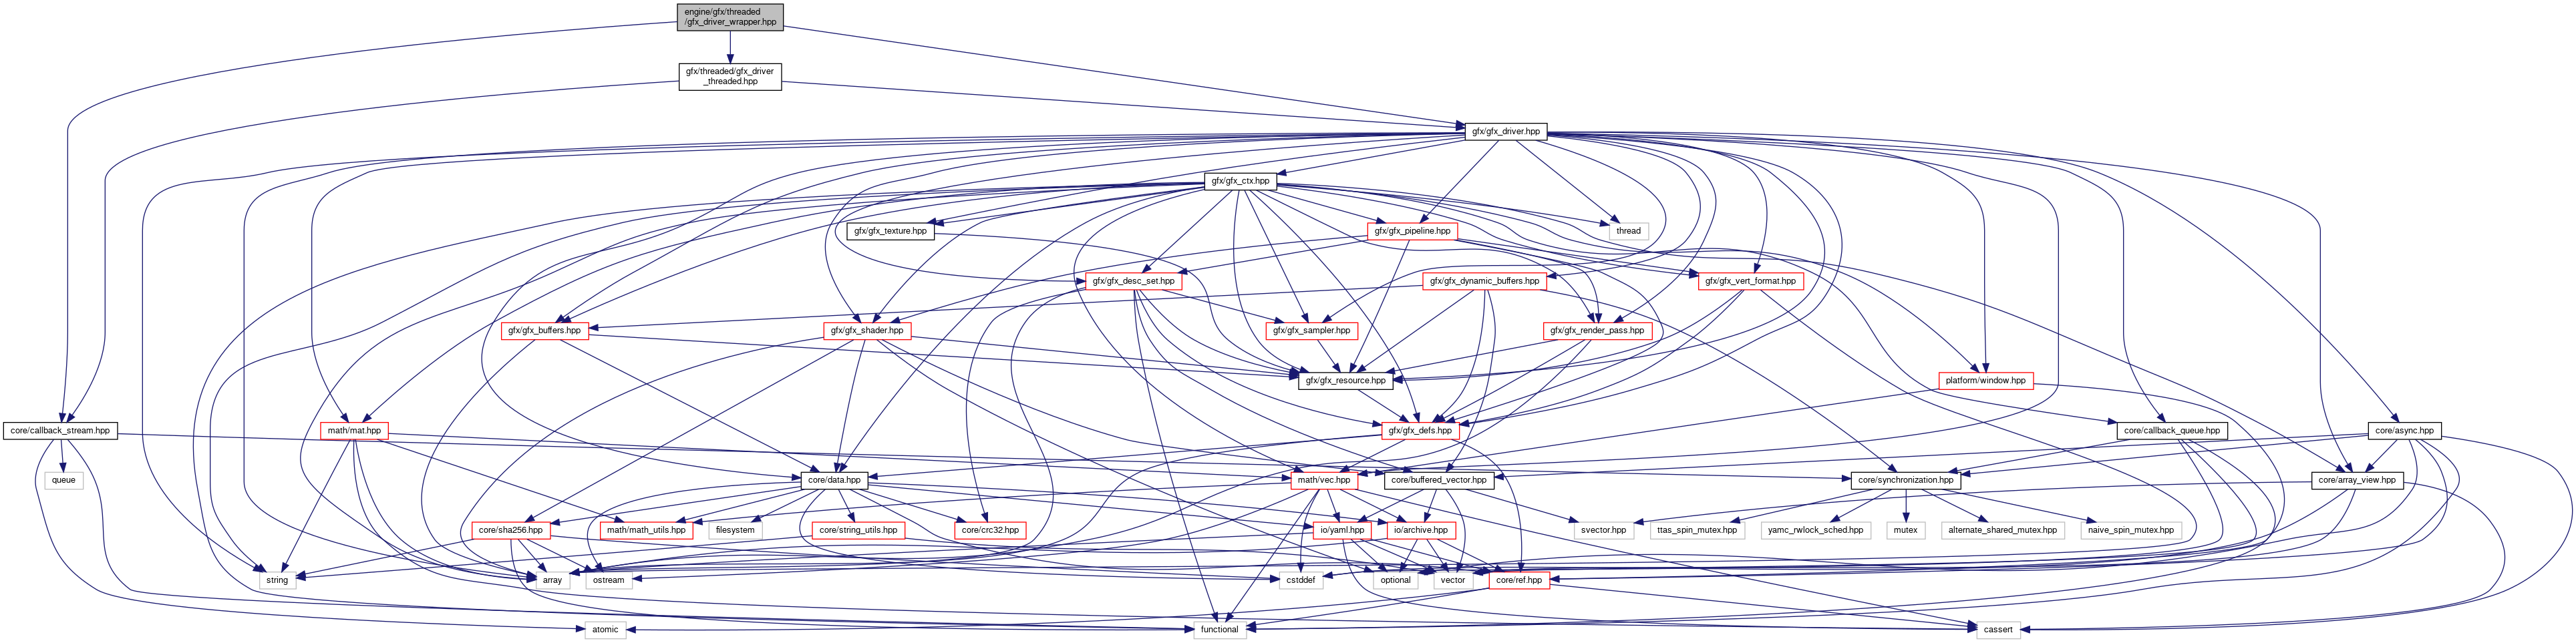 engine/gfx/threaded
/gfx_driver_wrapper.hpp
gfx/threaded/gfx_driver
_threaded.hpp
gfx/gfx_driver.hpp
gfx/gfx_ctx.hpp
gfx/gfx_texture.hpp
gfx/gfx_pipeline.hpp
thread
gfx/gfx_desc_set.hpp
gfx/gfx_dynamic_buffers.hpp
gfx/gfx_vert_format.hpp
gfx/gfx_buffers.hpp
gfx/gfx_shader.hpp
gfx/gfx_sampler.hpp
gfx/gfx_render_pass.hpp
gfx/gfx_resource.hpp
platform/window.hpp
core/callback_stream.hpp
math/mat.hpp
gfx/gfx_defs.hpp
core/callback_queue.hpp
core/async.hpp
queue
core/data.hpp
math/vec.hpp
core/buffered_vector.hpp
core/synchronization.hpp
core/array_view.hpp
core/sha256.hpp
math/math_utils.hpp
filesystem
core/string_utils.hpp
core/crc32.hpp
io/yaml.hpp
io/archive.hpp
svector.hpp
ttas_spin_mutex.hpp
yamc_rwlock_sched.hpp
mutex
alternate_shared_mutex.hpp
naive_spin_mutex.hpp
string
array
ostream
cstddef
optional
vector
core/ref.hpp
atomic
functional
cassert